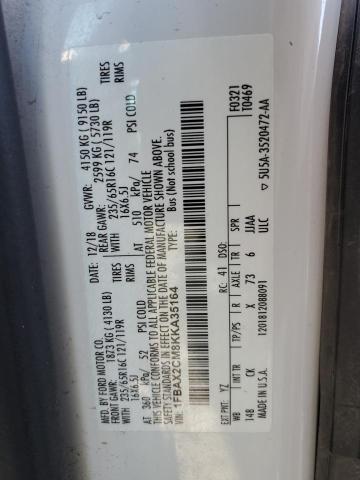 MFD. BY FORD MOTOR CO.
12/18
GVWR: 4150 KG ( 9150 LB)
FRONT GAWR: 1873 KG ( 4130 LB)
REAR GAWR: 2599 KG ( 5730 LB)
WITH 235/65R16C 121/119R TIRES
WITH 235/65R16C 121/119R TIRES
16X6.5J RIMS
16X6.5J RIMS
AT 360 kPa/ 52 PSI COLD
AT 510 kPa/ 74 PSI COLD
THIS VEHICLE CONFORMS TO ALL APPLICABLE FEDERAL MOTOR VEHICLE
SAFETY STANDARDS IN EFFECT ON THE DATE OF MANUFACTURE SHOWN ABOVE.
VIN: 1FBAX2CM8KKA35164
TYPE: Bus (Not school bus)
F0321
T0469
EXT PNT: YZ RC: 41 DSO:
WB INT TR TP/PS R AXLE TR SPR
148 CK X 73 6 JJAA
ULC
MADE IN U.S.A. 120181208B091 5U5A-3520472-AA